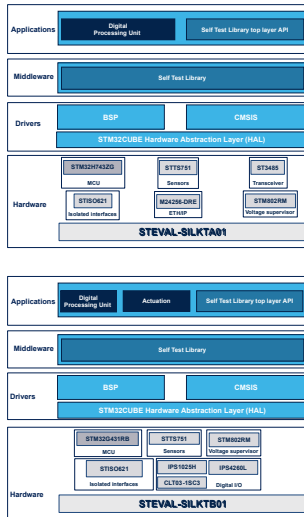 Applications
Digital
Processing Unit
Self Test Library top layer API
Middleware
Self Test Library
Drivers
BSP
CMSIS
STM32CUBE Hardware Abstraction Layer (HAL)
Hardware
STM32H743ZG
MCU
STTS751
Sensors
ST3485
Transceiver
STISO621
Isolated interfaces
M24256-DRE
ETH/IP
STM802RM
Voltage supervisor
STEVAL-SILKTA01
Applications
Digital
Processing Unit
Actuation
Self Test Library top layer API
Middleware
Self Test Library
Drivers
BSP
CMSIS
STM32CUBE Hardware Abstraction Layer (HAL)
Hardware
STM32G431RB
MCU
STTS751
Sensors
STM802RM
Voltage supervisor
STISO621
Isolated interfaces
IPS1025H
IPS4260L
CLT03-1SC3
Digital I/O
STEVAL-SILKTB01